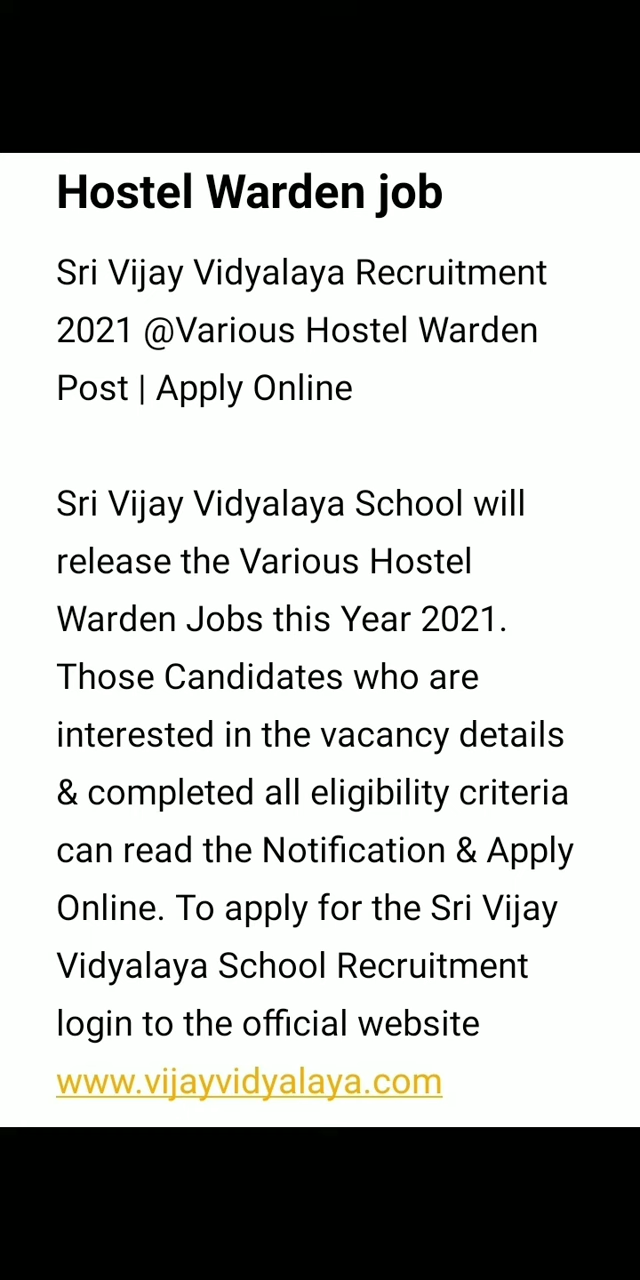 Hostel Warden job
Sri Vijay Vidyalaya Recruitment
2021 @Various Hostel Warden
Post | Apply Online
Sri Vijay Vidyalaya School will
release the Various Hostel
Warden Jobs this Year 2021.
Those Candidates who are
interested in the vacancy details
& completed all eligibility criteria
can read the Notification & Apply
Online. To apply for the Sri Vijay
Vidyalaya School Recruitment
login to the official website
www.vijayvidyalaya.com